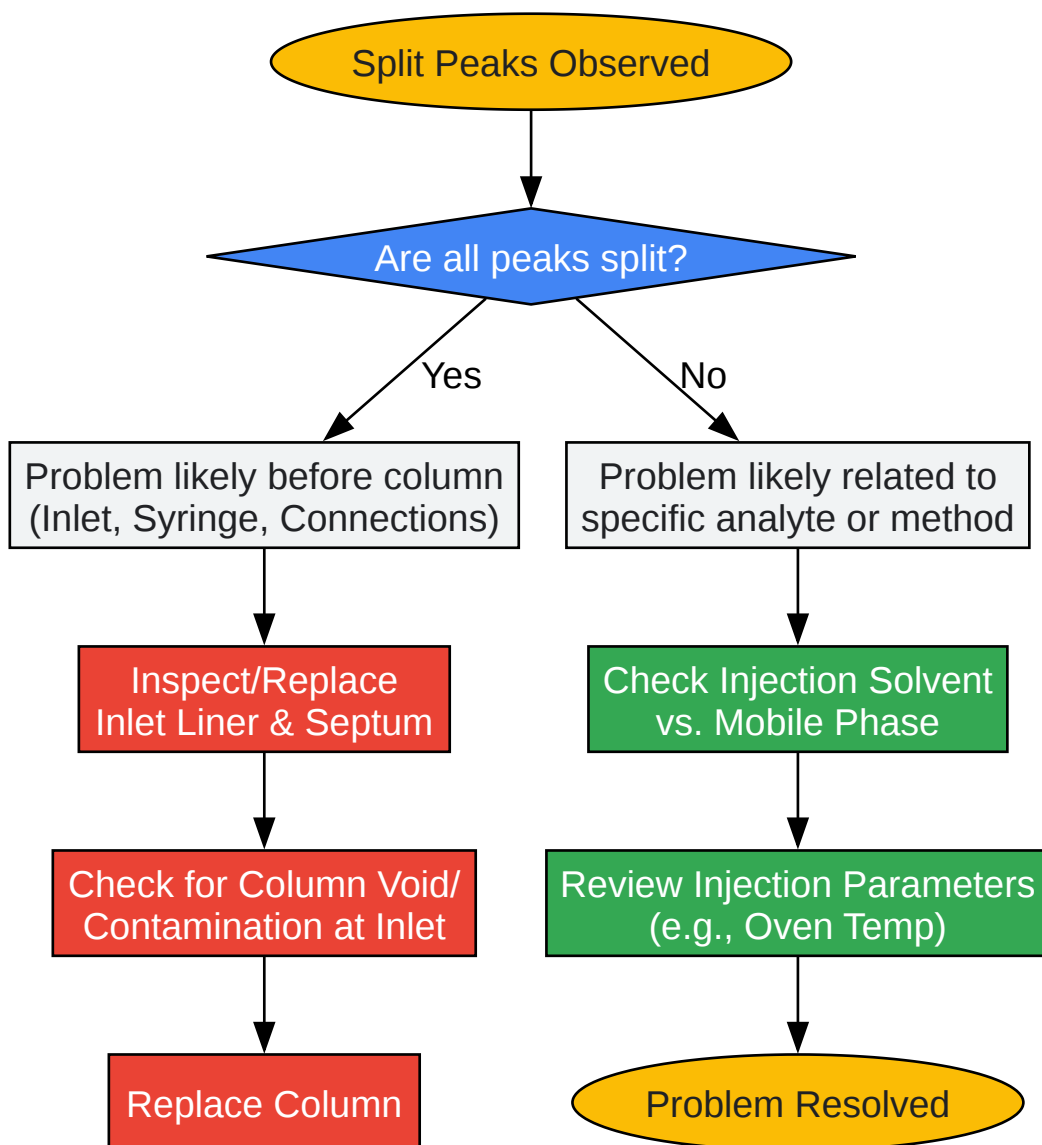 Split Peaks Observed
Are all peaks split?
Yes
No
Problem likely before column
(Inlet, Syringe, Connections)
Problem likely related to
specific analyte or method
Inspect/Replace
Inlet Liner & Septum
Check Injection Solvent
vs. Mobile Phase
Check for Column Void/
Contamination at Inlet
Review Injection Parameters
(e.g., Oven Temp)
Replace Column
Problem Resolved